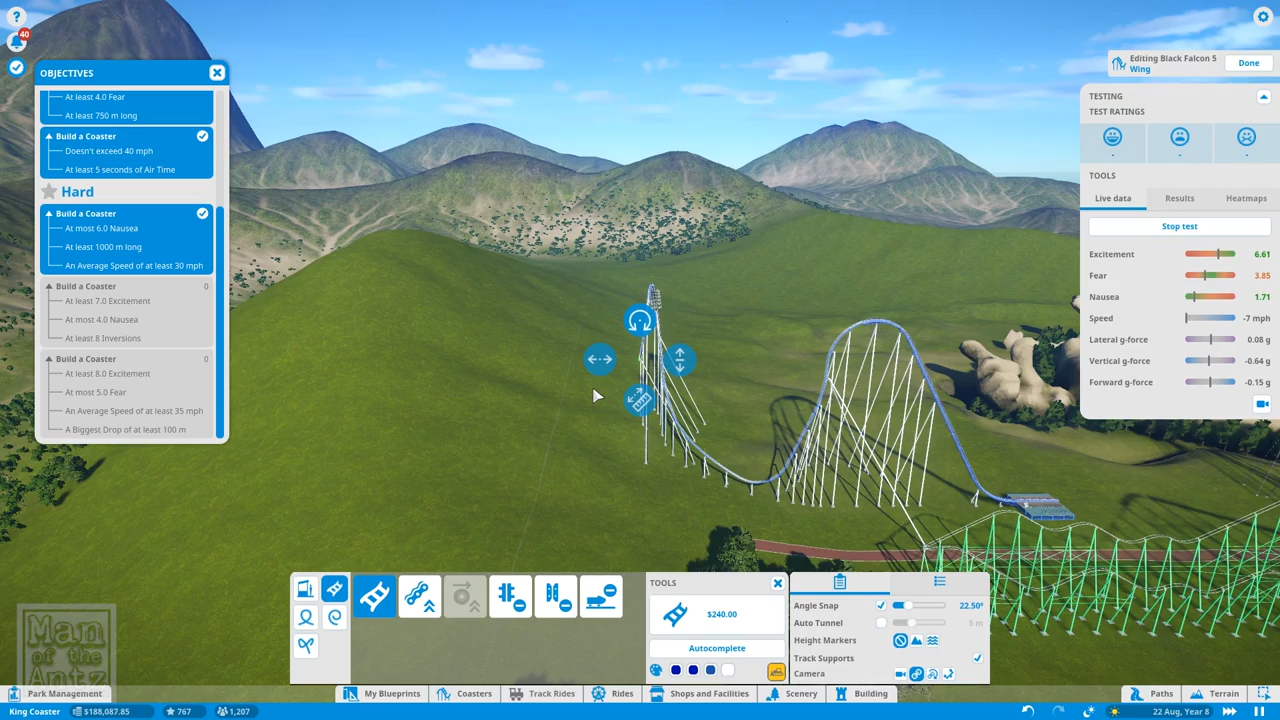 ?
40
OBJECTIVES
At least 4.0 Fear
At least 750 m long
Build a Coaster
Doesn't exceed 40 mph
At least 5 seconds of Air Time
Hard
Build a Coaster
At most 6.0 Nausea
At least 1000 m long
An Average Speed of at least 30 mph
Build a Coaster 0
At least 7.0 Excitement
At most 4.0 Nausea
At least 8 Inversions
Build a Coaster 0
At least 8.0 Excitement
At most 5.0 Fear
An Average Speed of at least 35 mph
A Biggest Drop of at least 100 m
Editing Black Falcon 5
Wing
Done
TESTING
TEST RATINGS
- - -
TOOLS
Live data Results Heatmaps
Stop test
Excitement 6.61
Fear 3.85
Nausea 1.71
Speed -7 mph
Lateral g-force 0.08 g
Vertical g-force -0.64 g
Forward g-force -0.15 g
TOOLS
$240.00
Autocomplete
Angle Snap 22.50°
Auto Tunnel 5 m
Height Markers
Track Supports
Camera
Man
of the
Antz
Park Management
My Blueprints Coasters Track Rides Rides Shops and Facilities Scenery Building Paths Terrain
King Coaster $188,087.85 767 1,207 22 Aug, Year 8